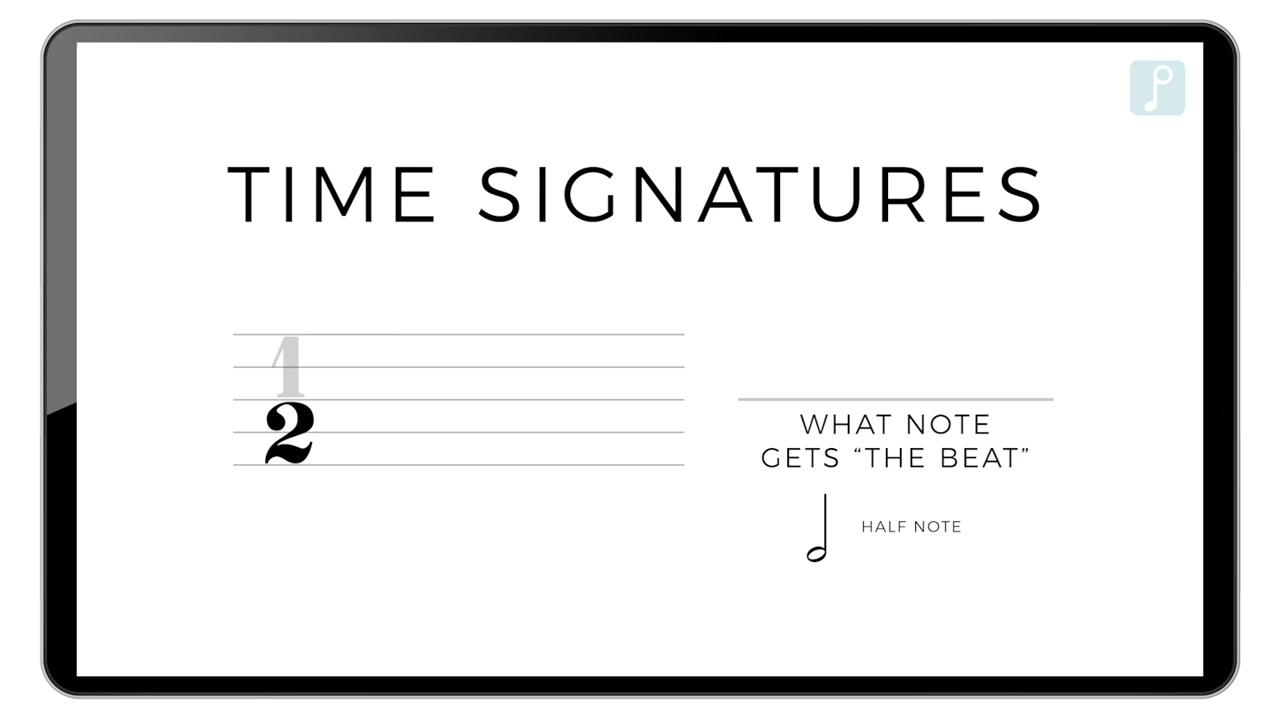 TIME SIGNATURES
1
2
WHAT NOTE
GETS “THE BEAT”
HALF NOTE